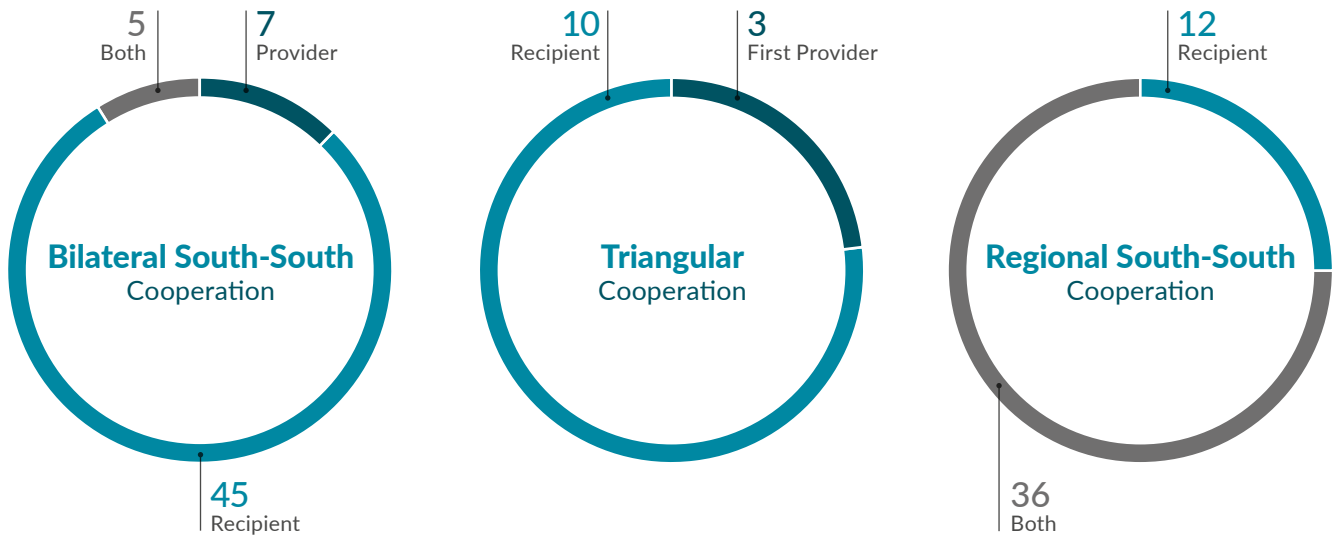 5
Both
7
Provider
Bilateral South-South
Cooperation
45
Recipient
10
Recipient
3
First Provider
Triangular
Cooperation
12
Recipient
Regional South-South
Cooperation
36
Both